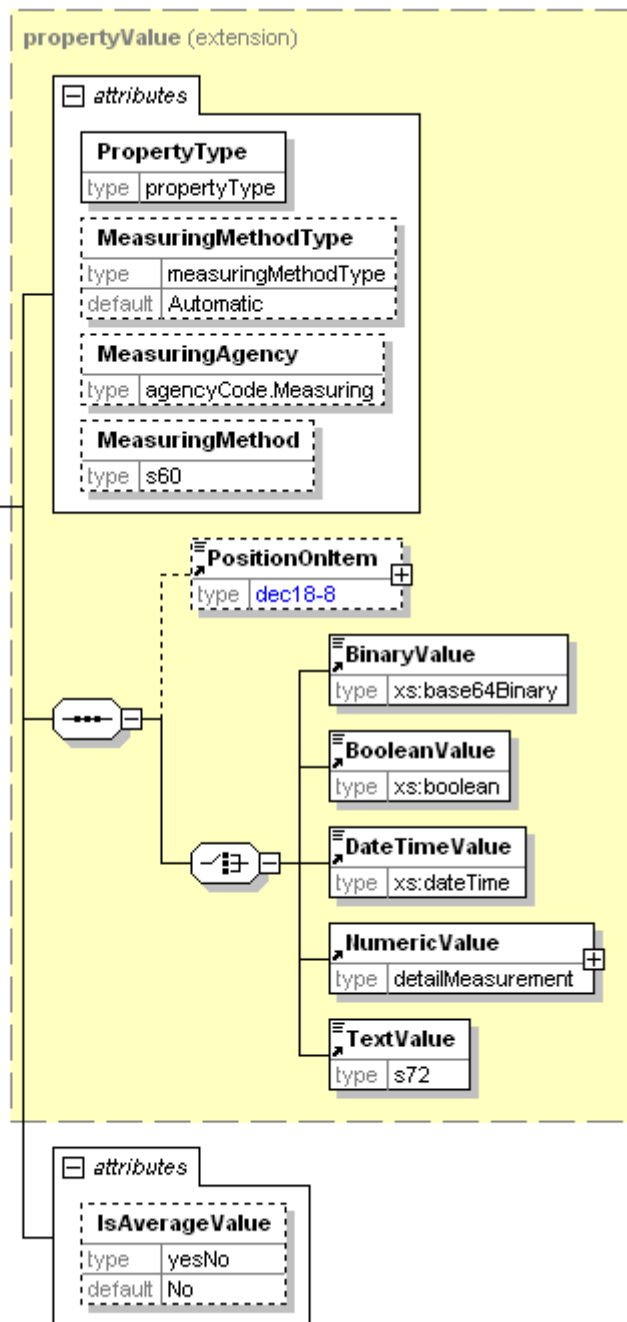 propertyValue (extension)
attributes
PropertyType
type propertyType
MeasuringMethodType
type measuringMethodType
default Automatic
MeasuringAgency
type agencyCode.Measuring
MeasuringMethod
type s60
PositionOnItem
type dec18-8
BinaryValue
type xs:base64Binary
BooleanValue
type xs:boolean
DateTimeValue
type xs:dateTime
NumericValue
type detailMeasurement
TextValue
type s72
attributes
IsAverageValue
type yesNo
default No